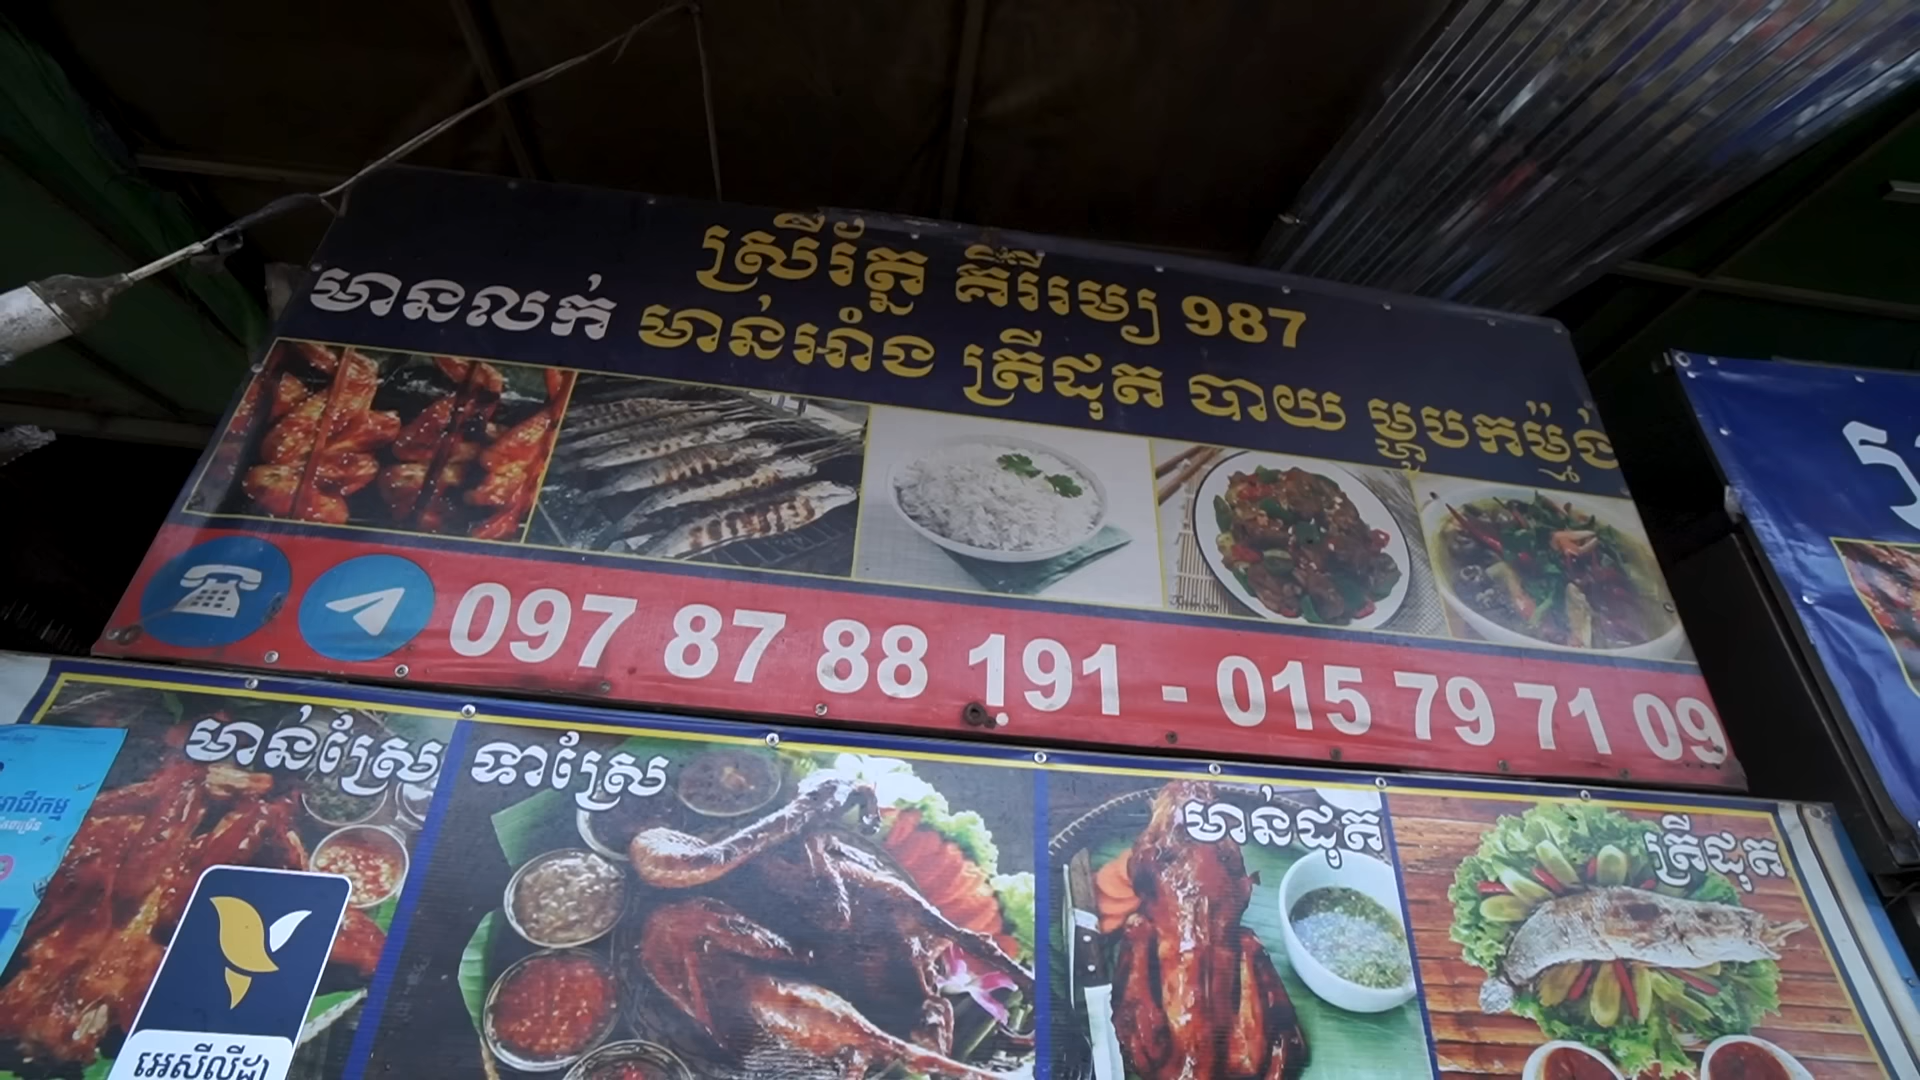 ស្រីរ័ត្ន គិរីរម្យ 987
មានលក់ មាន់អាំង ត្រីដុត បាយ ម្ហូបកម្ម៉ង់
097 87 88 191 - 015 79 71 09
មាន់ស្រែ
ទាស្រែ
មាន់ដុត
ត្រីដុត
អេស៊ីលីដា